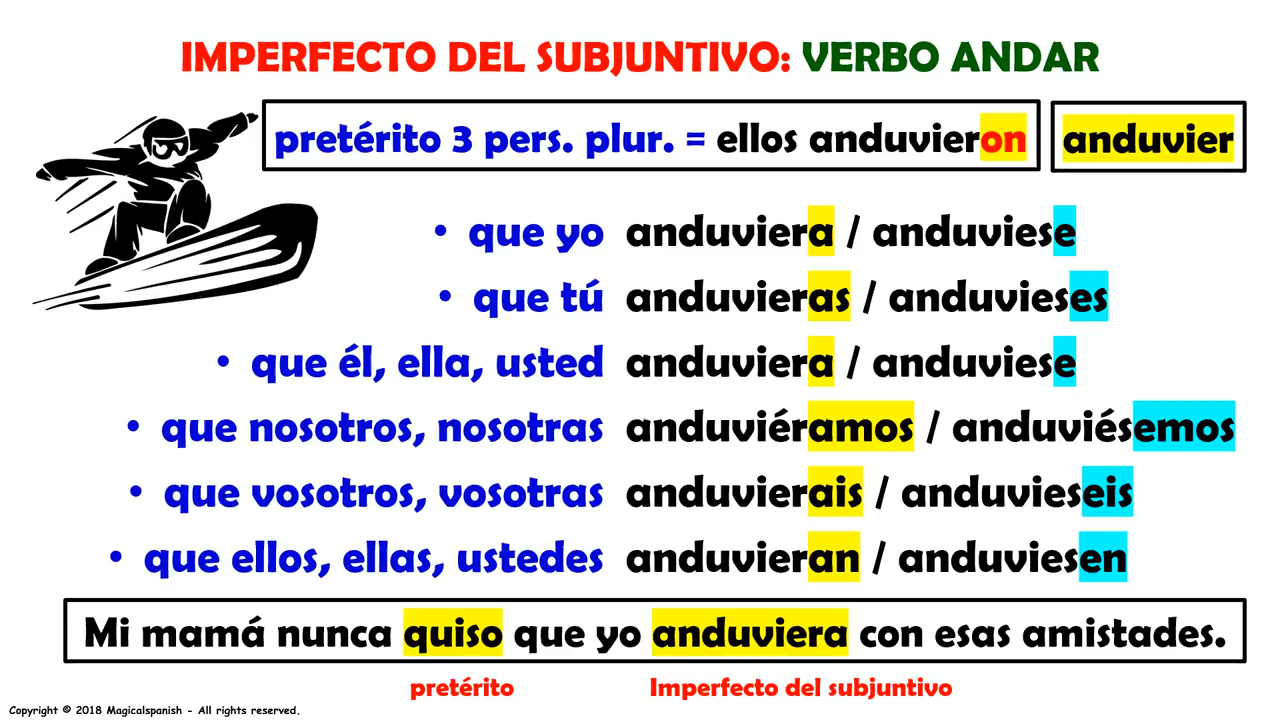 IMPERFECTO DEL SUBJUNTIVO: VERBO ANDAR
pretérito 3 pers. plur. = ellos anduvieron
anduvier
• que yo anduviera / anduviese
• que tú anduvieras / anduvieses
• que él, ella, usted anduviera / anduviese
• que nosotros, nosotras anduviéramos / anduviésemos
• que vosotros, vosotras anduvierais / anduvieseis
• que ellos, ellas, ustedes anduvieran / anduviesen
Mi mamá nunca quiso que yo anduviera con esas amistades.
pretérito Imperfecto del subjuntivo
Copyright © 2018 Magicalspanish - All rights reserved.